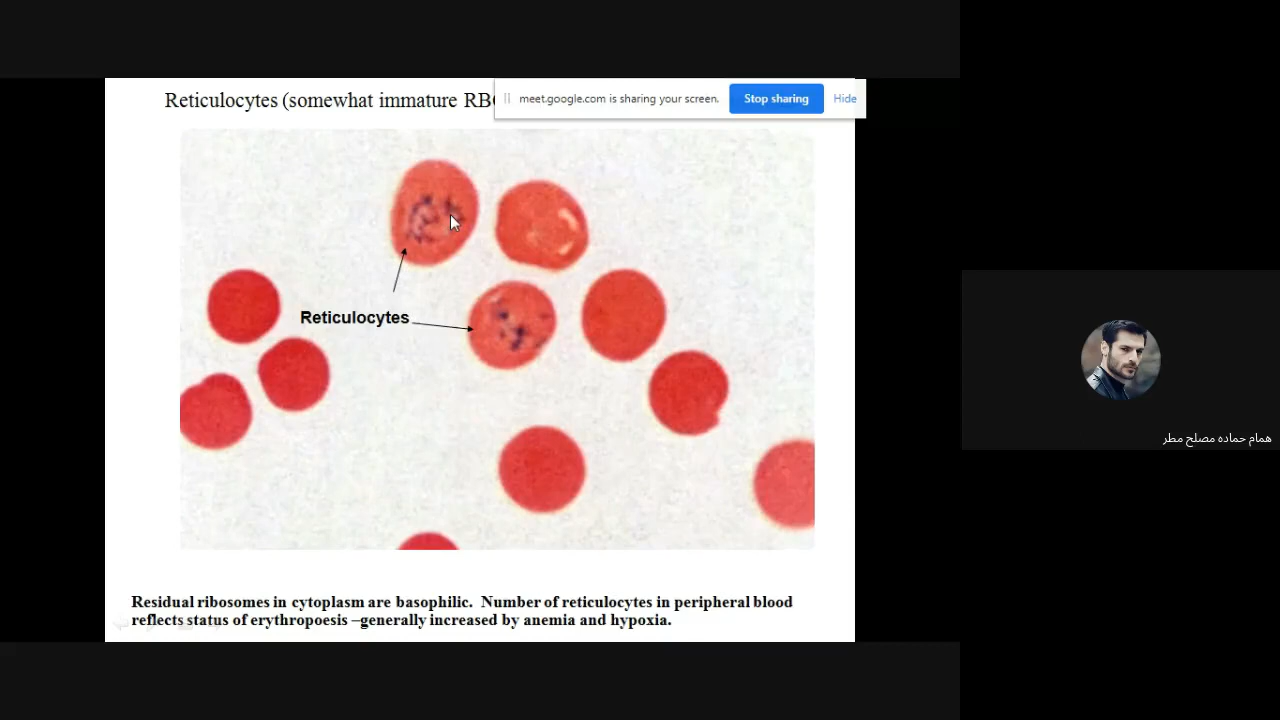 Reticulocytes (somewhat immature
meet.google.com is sharing your screen.
Stop sharing
Hide
Reticulocytes
همام حماده مصلح مطر
Residual ribosomes in cytoplasm are basophilic. Number of reticulocytes in peripheral blood
reflects status of erythropoesis –generally increased by anemia and hypoxia.